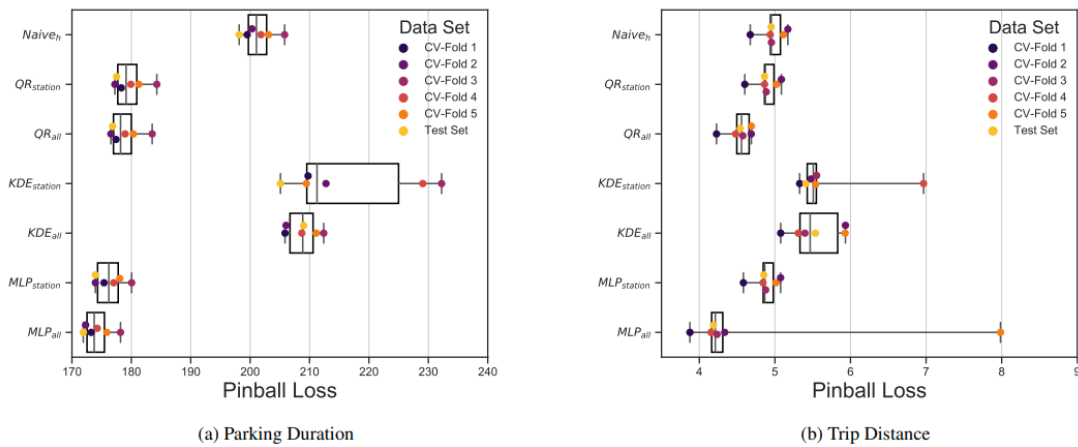 Naive_h
QR_station
QR_all
KDE_station
KDE_all
MLP_station
MLP_all
Data Set
CV-Fold 1
CV-Fold 2
CV-Fold 3
CV-Fold 4
CV-Fold 5
Test Set
170 180 190 200 210 220 230 240
Pinball Loss
(a) Parking Duration
Naive_h
QR_station
QR_all
KDE_station
KDE_all
MLP_station
MLP_all
Data Set
CV-Fold 1
CV-Fold 2
CV-Fold 3
CV-Fold 4
CV-Fold 5
Test Set
4 5 6 7 8 9
Pinball Loss
(b) Trip Distance